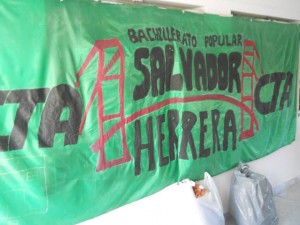 BACHILLERATO POPULAR
CTA SALVADOR CTA
HERRERA